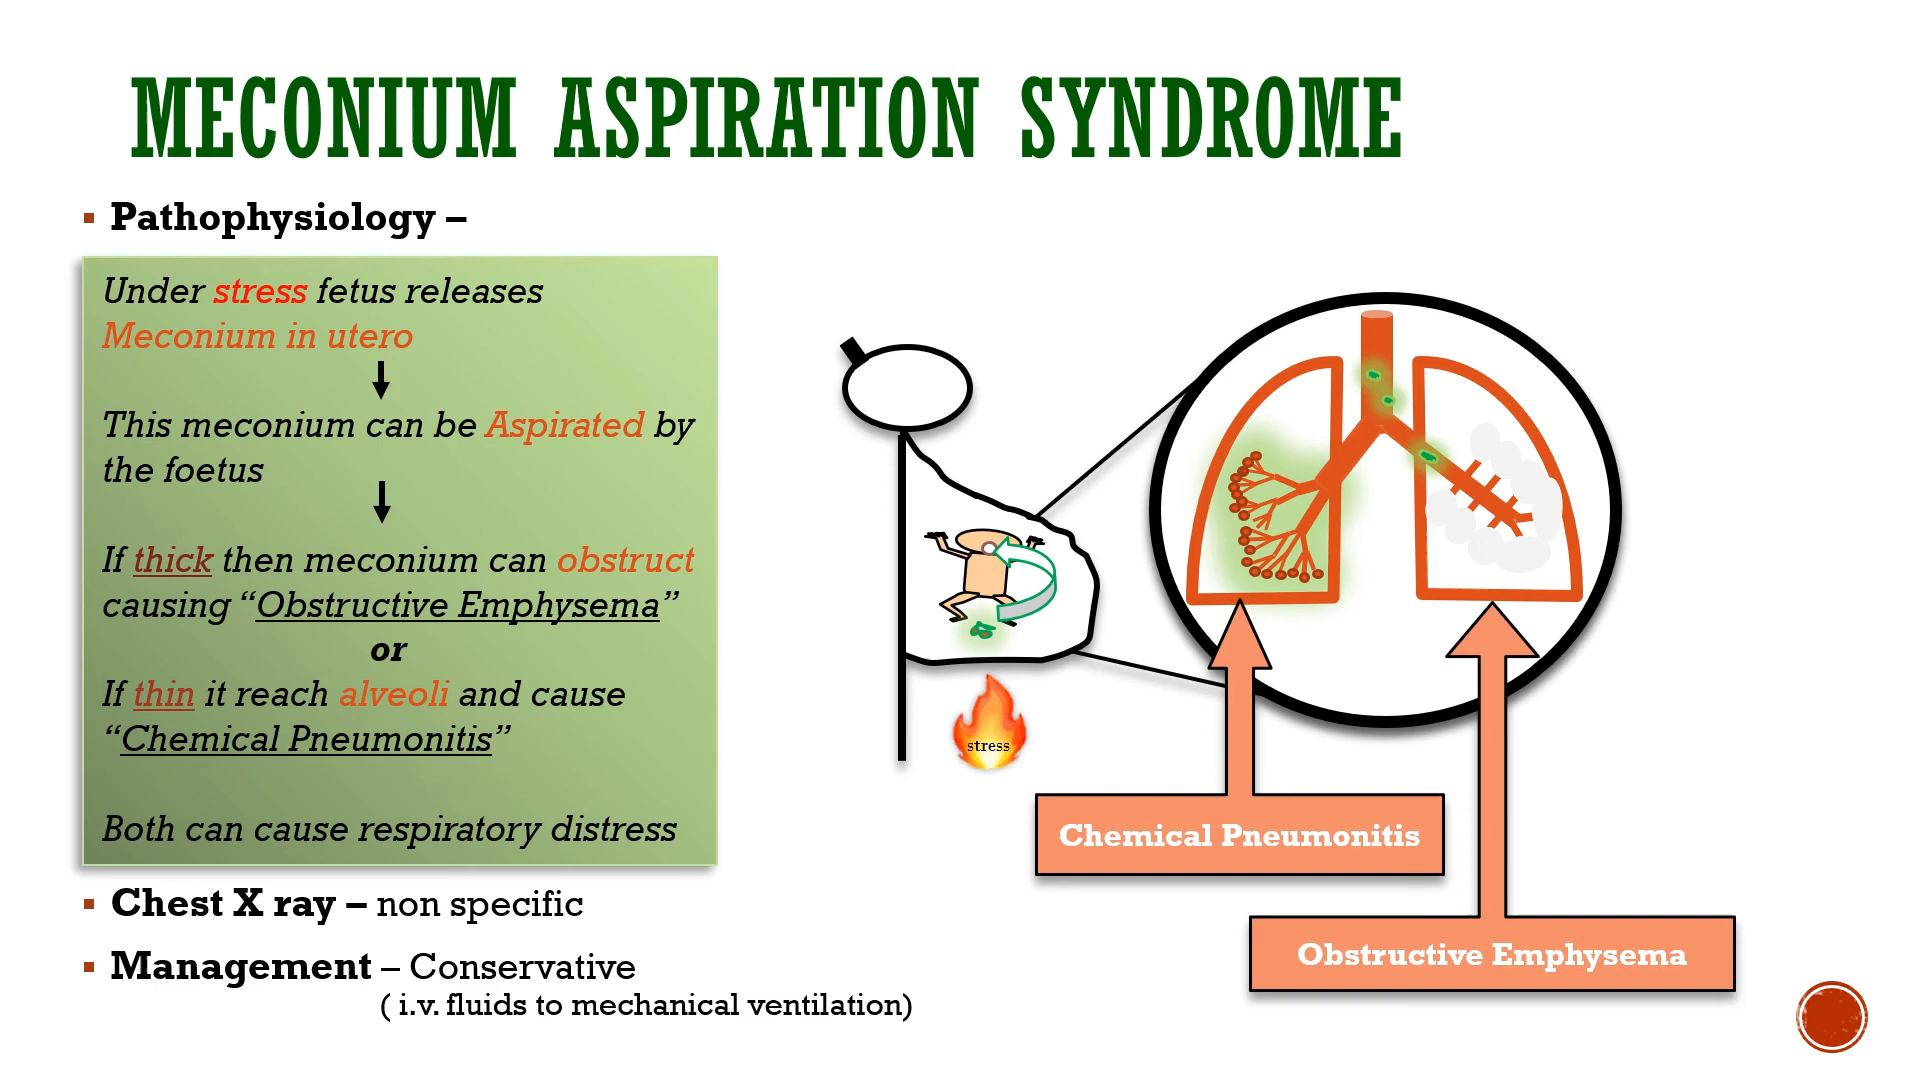 MECONIUM ASPIRATION SYNDROME
▪ Pathophysiology –
Under stress fetus releases
Meconium in utero
This meconium can be Aspirated by
the foetus
If thick then meconium can obstruct
causing “Obstructive Emphysema”
or
If thin it reach alveoli and cause
“Chemical Pneumonitis”
Both can cause respiratory distress
▪ Chest X ray – non specific
▪ Management – Conservative
( i.v. fluids to mechanical ventilation)
stress
Chemical Pneumonitis
Obstructive Emphysema